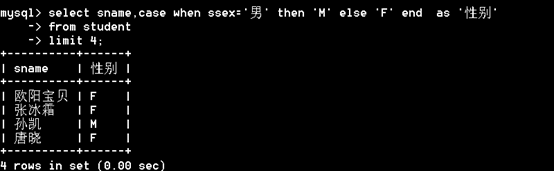 mysql> select sname,case when ssex='男' then 'M' else 'F' end  as '性别'
    -> from student
    -> limit 4;
+----------+------+
| sname    | 性别 |
+----------+------+
| 欧阳宝贝 | F    |
| 张冰霜   | F    |
| 孙凯     | M    |
| 唐晓     | F    |
+----------+------+
4 rows in set (0.00 sec)